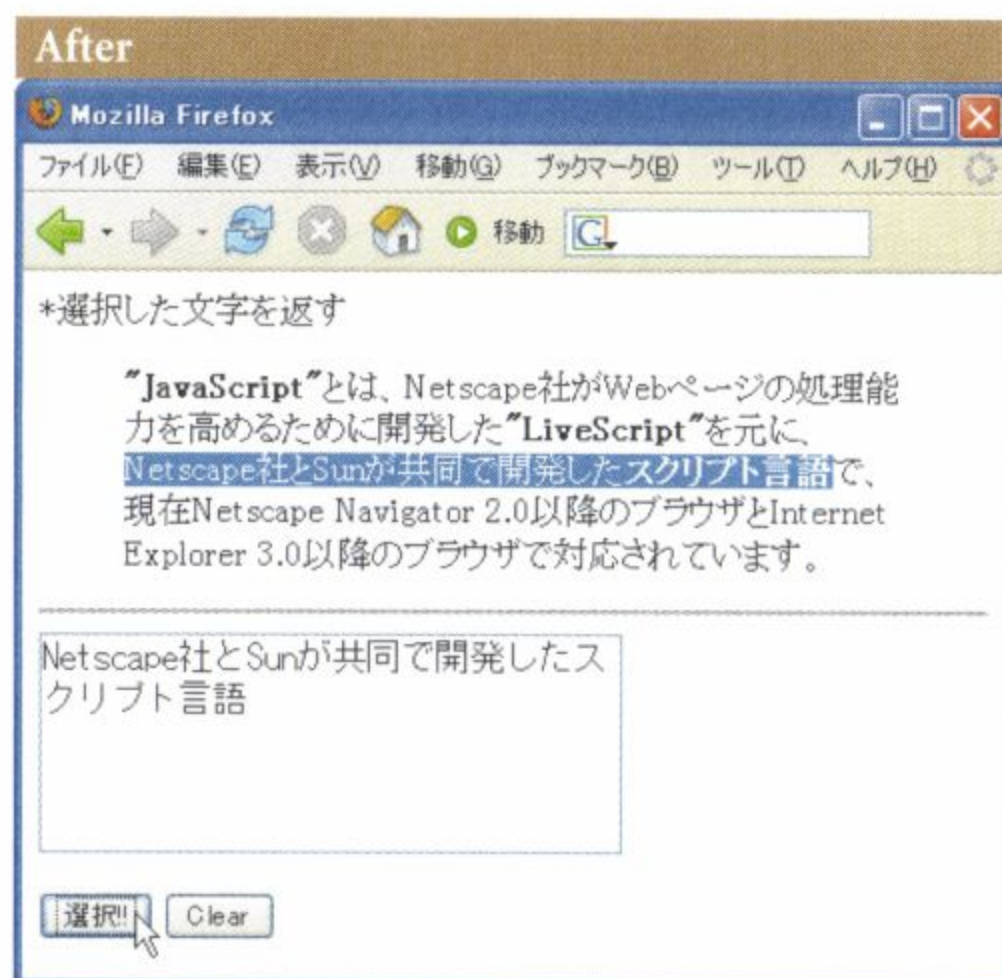 After
Mozilla Firefox
ファイル(F) 編集(E) 表示(V) 移動(G) ブックマーク(B) ツール(T) ヘルプ(H)
移動 G
*選択した文字を返す
"JavaScript"とは、Netscape社がWebページの処理能
力を高めるために開発した"LiveScript"を元に、
Netscape社とSunが共同で開発したスクリプト言語で、
現在Netscape Navigator 2.0以降のブラウザとInternet
Explorer 3.0以降のブラウザで対応されています。
Netscape社とSunが共同で開発したス
クリプト言語
選択!! Clear